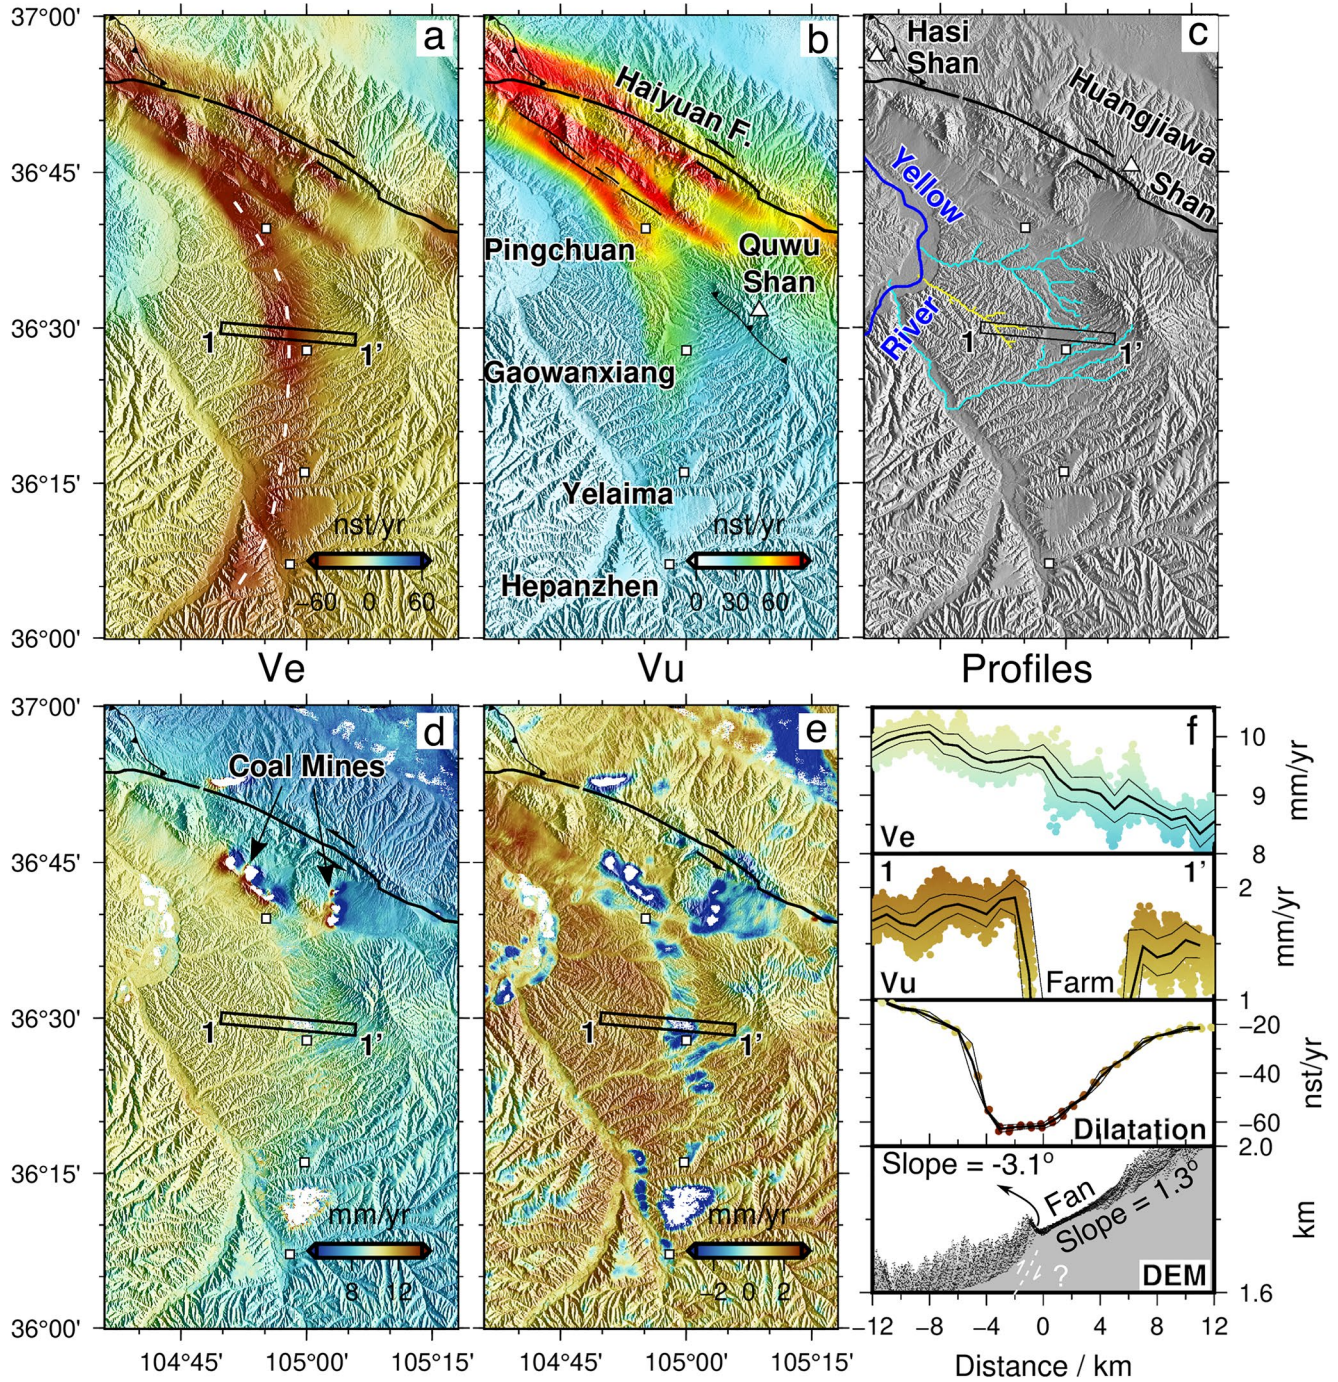 37°00'
a
b
c
Hasi
Shan
Haiyuan F.
Huangjiawa
Shan
36°45'
Yellow
River
Pingchuan
Quwu
Shan
36°30'
1
1'
1
1'
Gaowanxiang
36°15'
Yelaima
nst/yr
−60 0 60
nst/yr
0 30 60
Hepanzhen
36°00'
Ve
Vu
Profiles
37°00'
d
e
f
Coal Mines
10
9
8
mm/yr
Ve
36°45'
1
1'
2
1
mm/yr
Vu
Farm
36°30'
1
1'
1
1'
−20
−40
−60
nst/yr
Dilatation
36°15'
2.0
Slope = -3.1°
Fan
Slope = 1.3°
km
?
DEM
1.6
mm/yr
8 12
mm/yr
−2 0 2
36°00'
−12 −8 −4 0 4 8 12
104°45' 105°00' 105°15'
104°45' 105°00' 105°15'
Distance / km